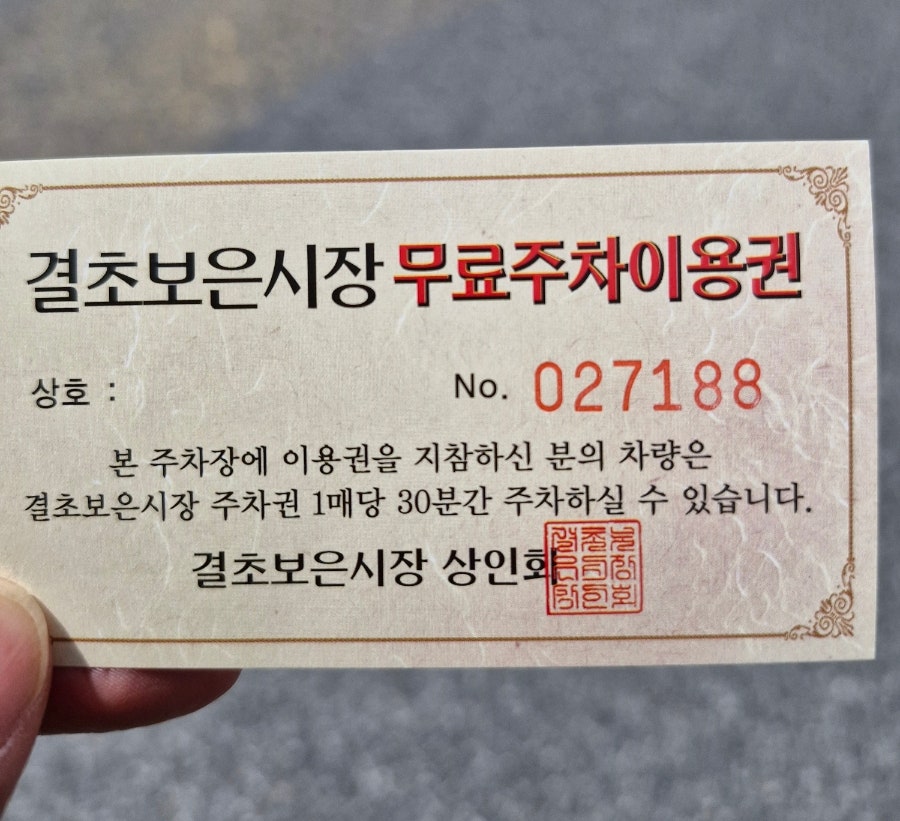 결초보은시장 무료주차이용권
상호 : No. 027188
본 주차장에 이용권을 지참하신 분의 차량은
결초보은시장 주차권 1매당 30분간 주차하실 수 있습니다.
결초보은시장 상인회